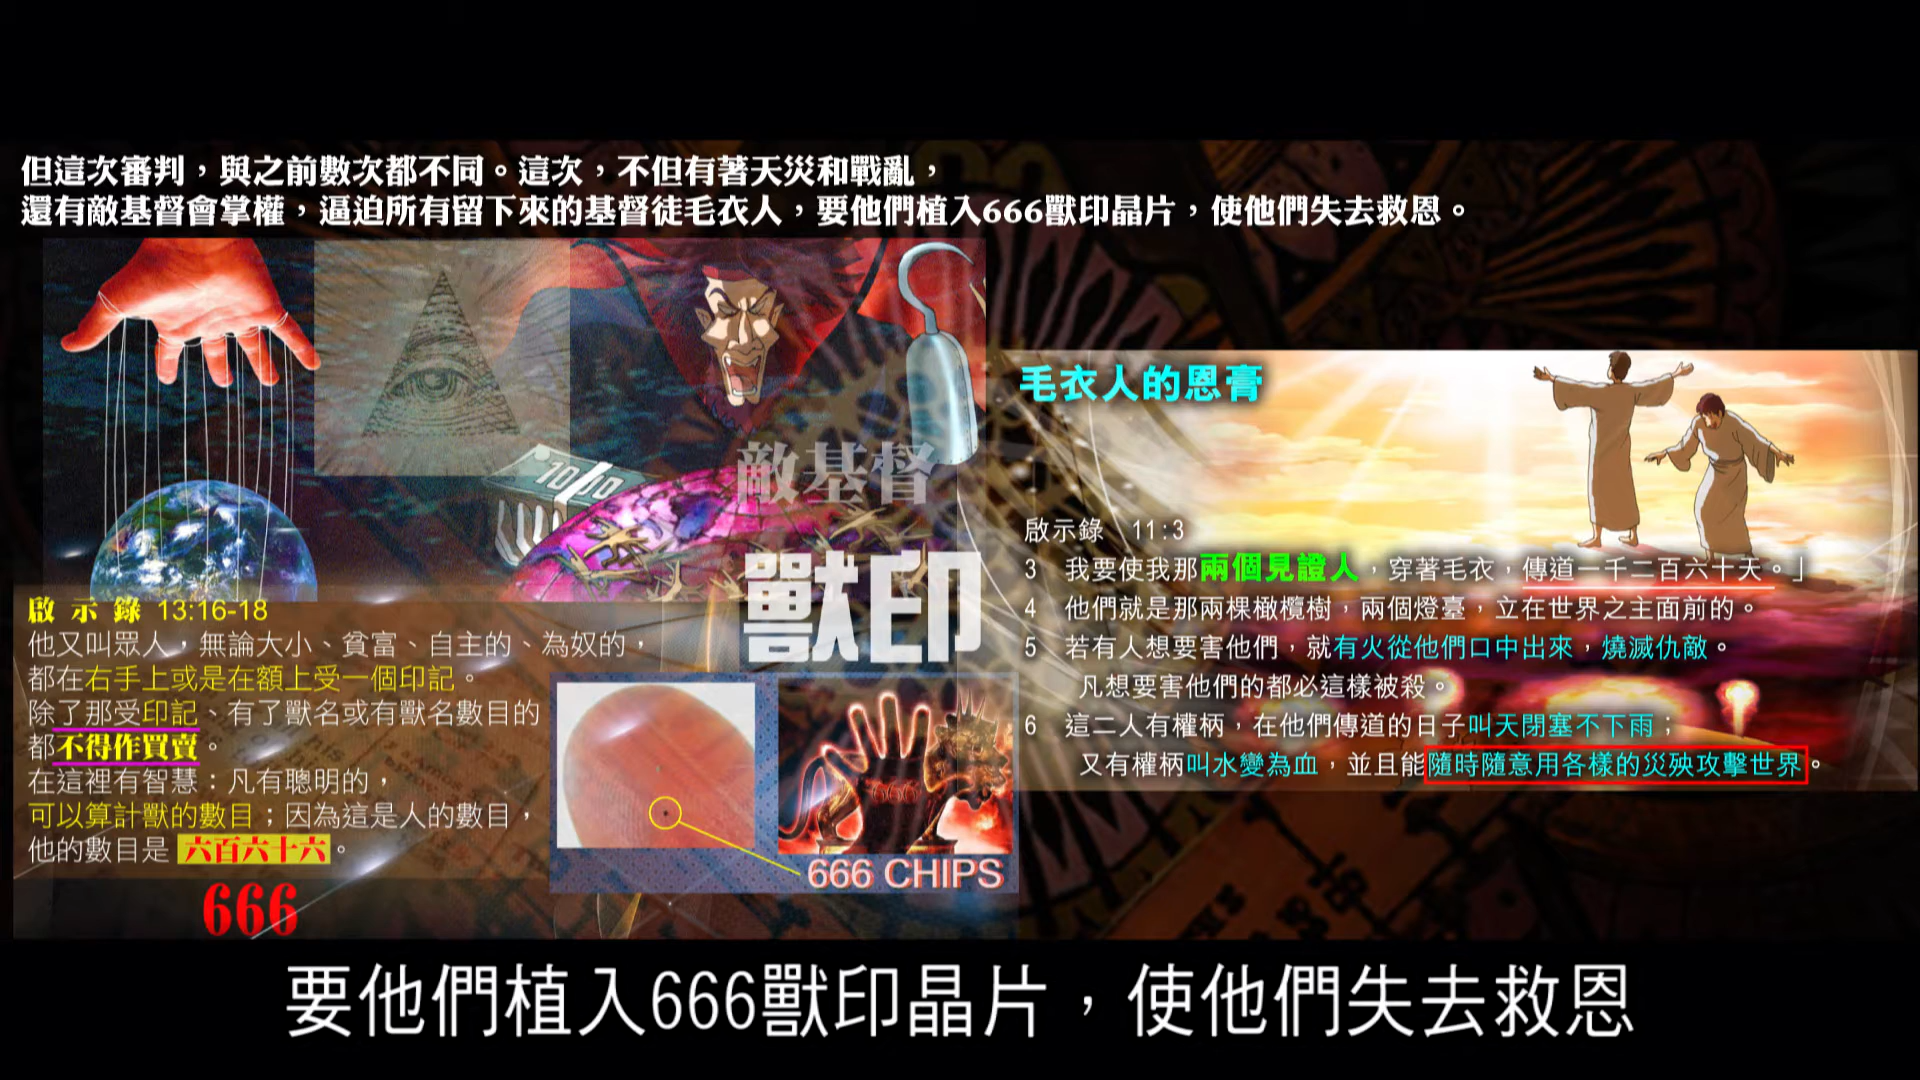 但這次審判，與之前數次都不同。這次，不但有著天災和戰亂，
還有敵基督會掌權，逼迫所有留下來的基督徒毛衣人，要他們植入666獸印晶片，使他們失去救恩。
敵基督
獸印
啟示錄 13:16-18
他又叫眾人，無論大小、貧富、自主的、為奴的，
都在右手上或是在額上受一個印記。
除了那受印記、有了獸名或有獸名數目的
都不得作買賣。
在這裡有智慧：凡有聰明的，
可以算計獸的數目；因為這是人的數目，
他的數目是 六百六十六。
666
666 CHIPS
毛衣人的恩膏
啟示錄 11:3
3 我要使我那兩個見證人，穿著毛衣，傳道一千二百六十天。」
4 他們就是那兩棵橄欖樹，兩個燈臺，立在世界之主面前的。
5 若有人想要害他們，就有火從他們口中出來，燒滅仇敵。
凡想要害他們的都必這樣被殺。
6 這二人有權柄，在他們傳道的日子叫天閉塞不下雨；
又有權柄叫水變為血，並且能隨時隨意用各樣的災殃攻擊世界。
要他們植入666獸印晶片，使他們失去救恩